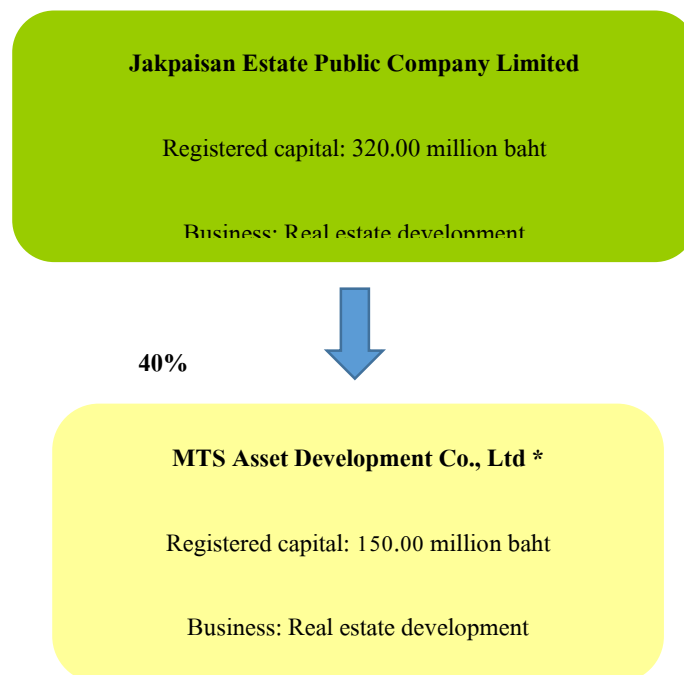 Jakpaisan Estate Public Company Limited
Registered capital: 320.00 million baht
Business: Real estate development
40%
MTS Asset Development Co., Ltd *
Registered capital: 150.00 million baht
Business: Real estate development